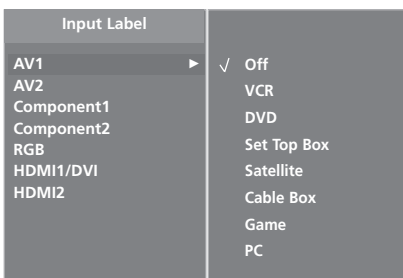 Input Label
AV1
AV2
Component1
Component2
RGB
HDMI1/DVI
HDMI2
Off
VCR
DVD
Set Top Box
Satellite
Cable Box
Game
PC